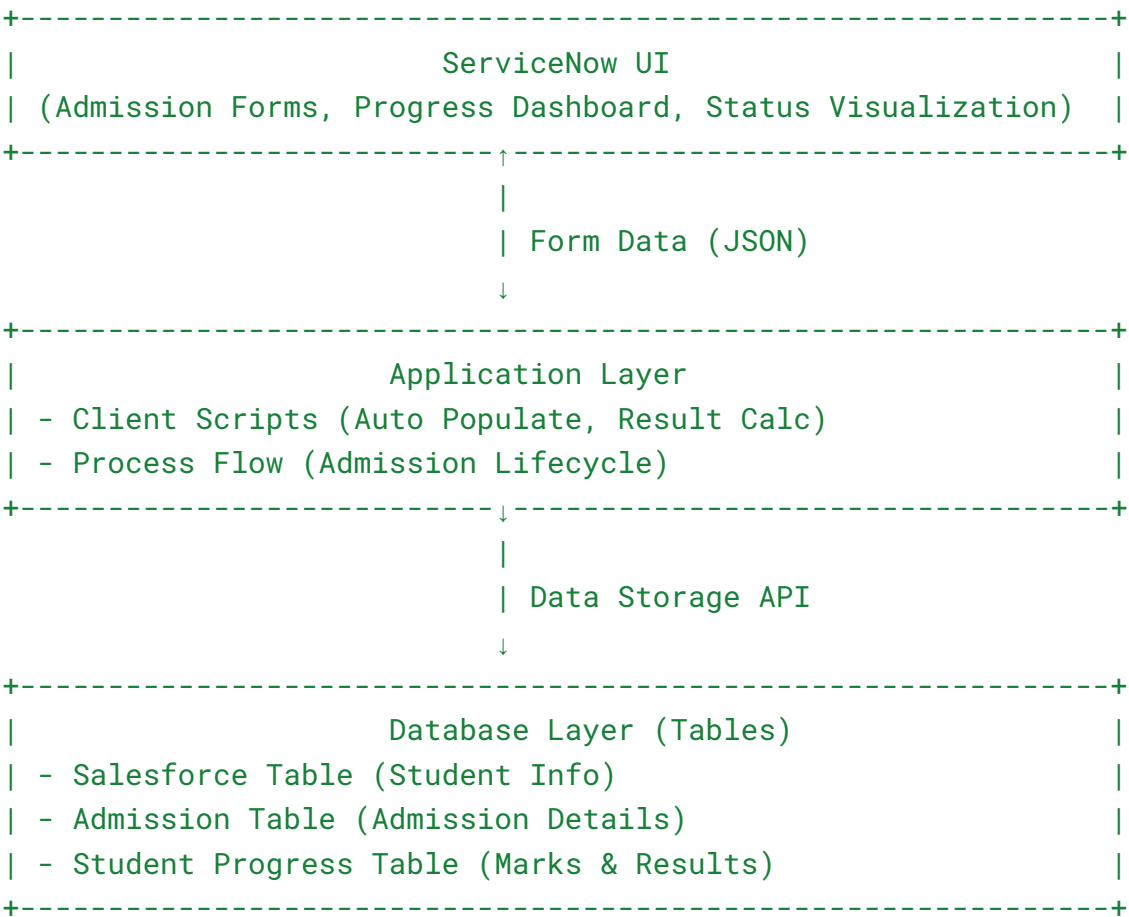 ServiceNow UI
(Admission Forms, Progress Dashboard, Status Visualization)
Form Data (JSON)
Application Layer
- Client Scripts (Auto Populate, Result Calc)
- Process Flow (Admission Lifecycle)
Data Storage API
Database Layer (Tables)
- Salesforce Table (Student Info)
- Admission Table (Admission Details)
- Student Progress Table (Marks & Results)